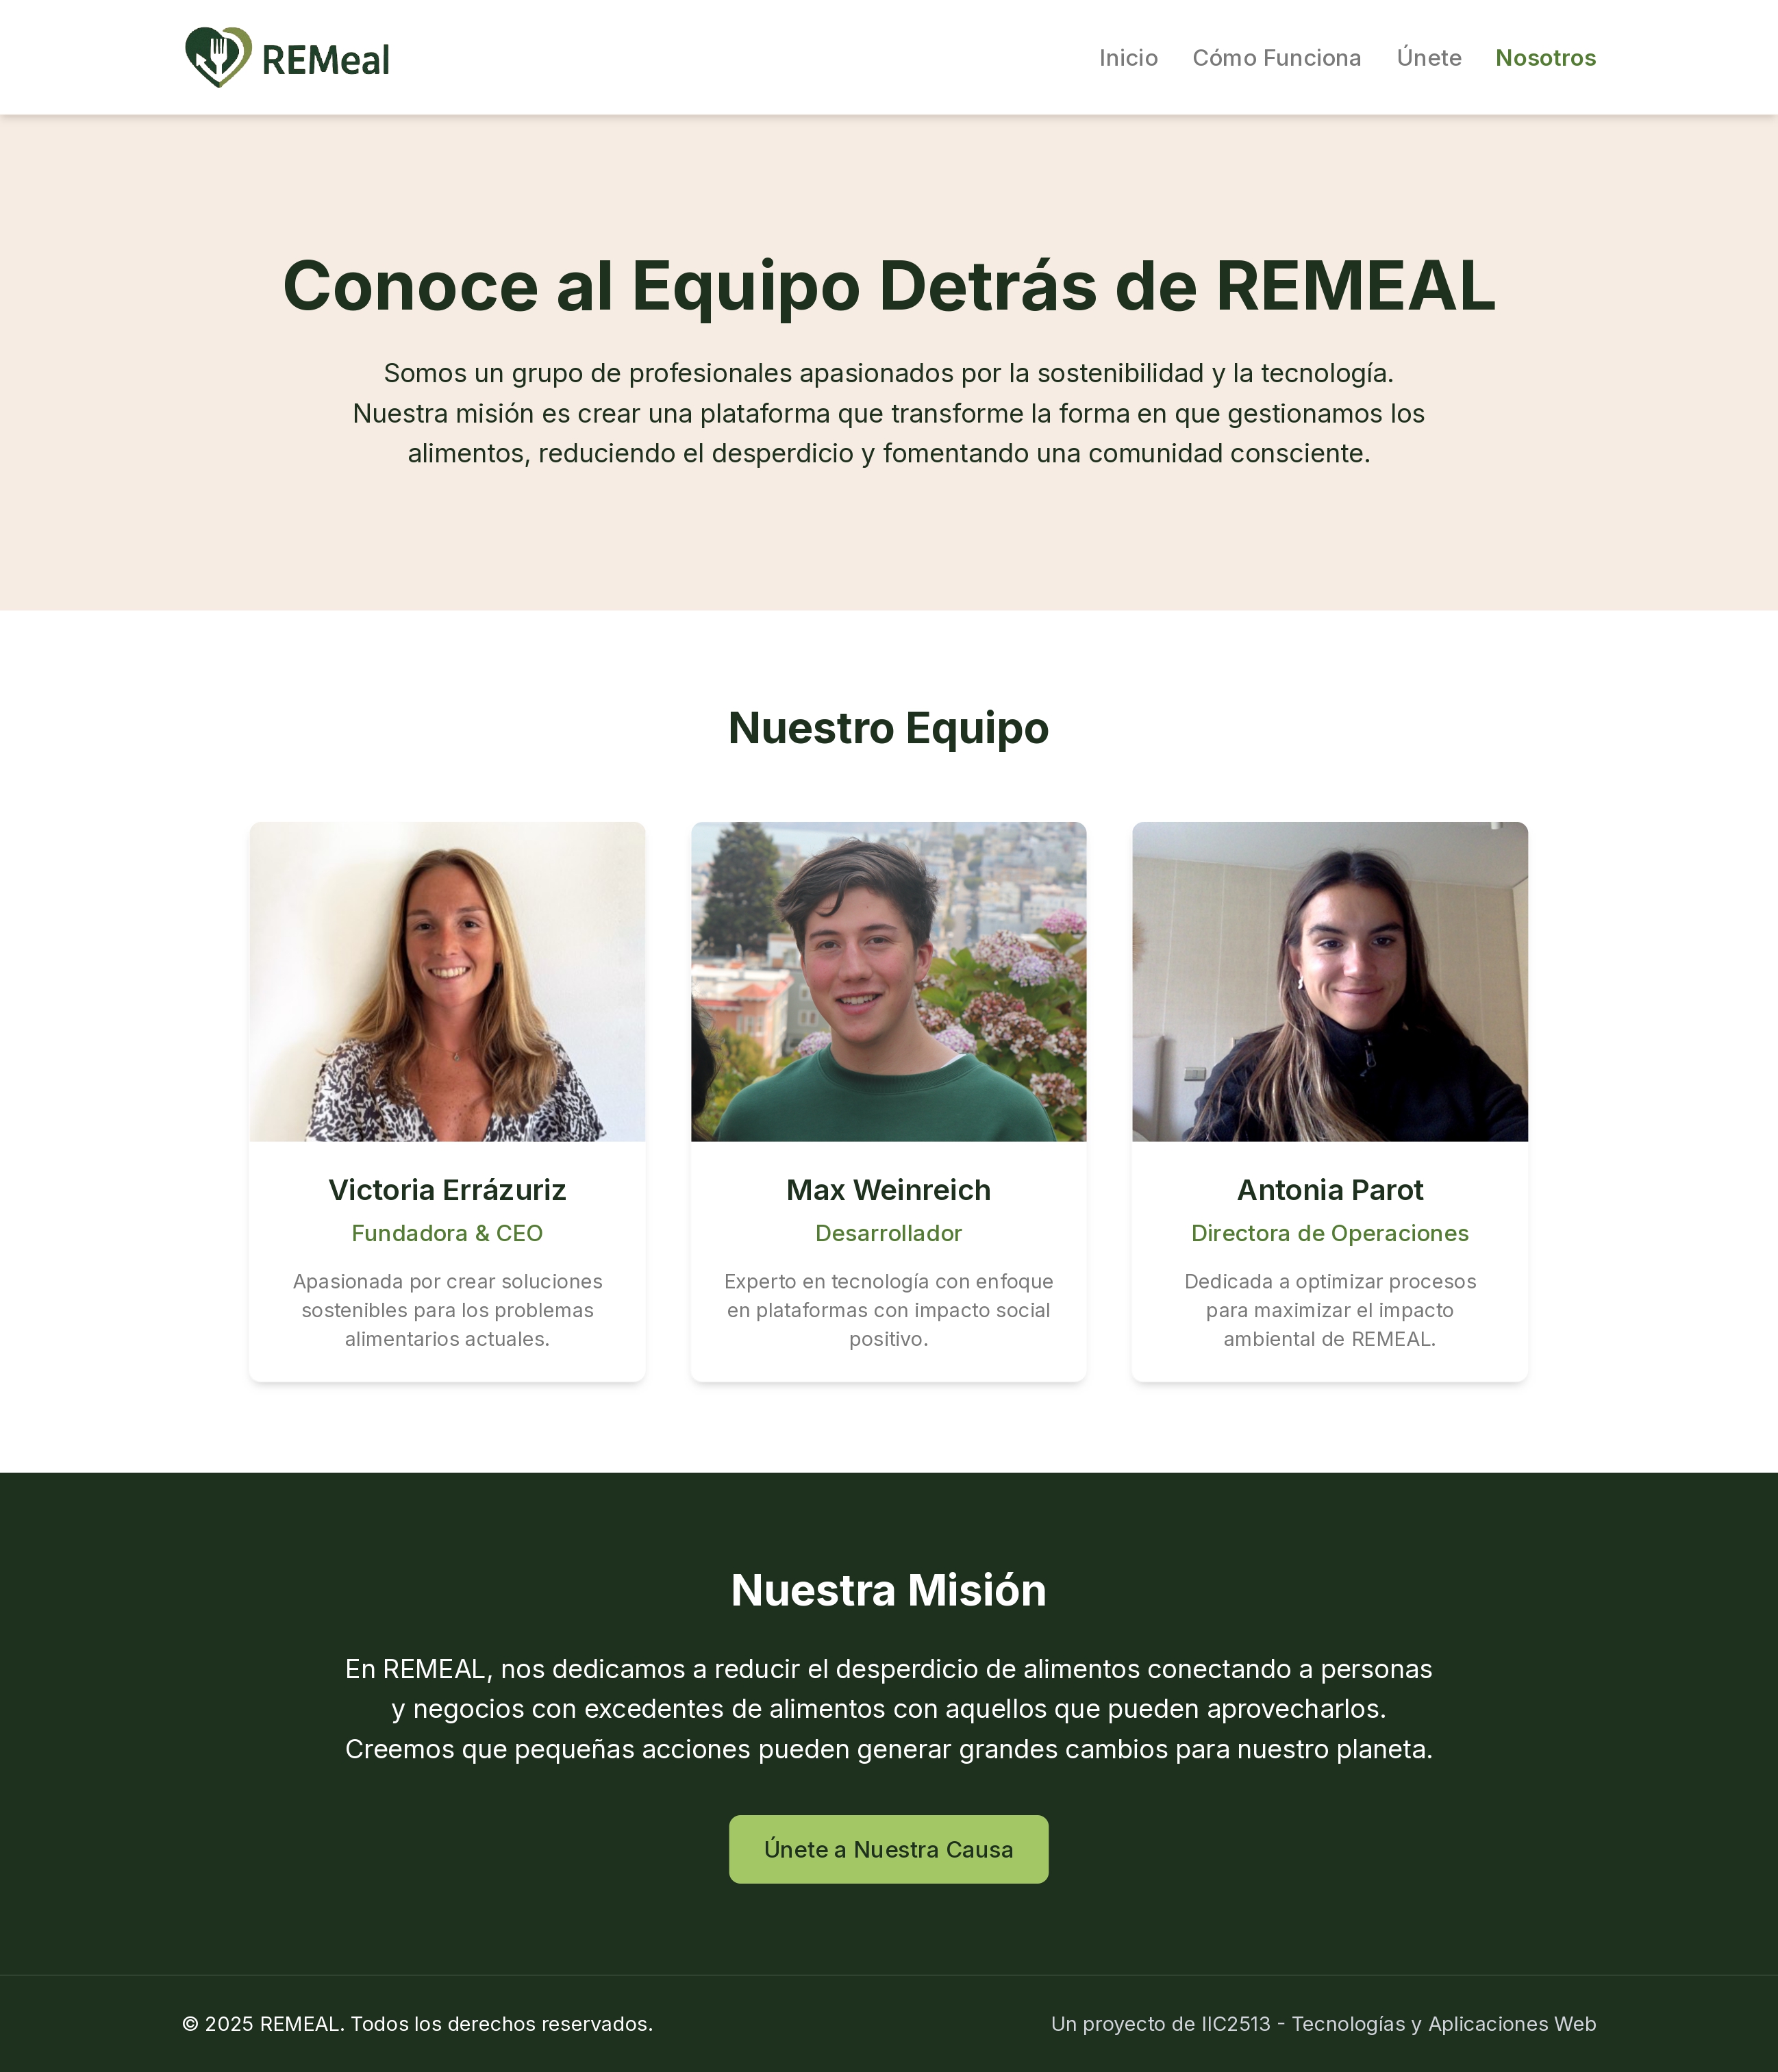 REMeal
Inicio
Cómo Funciona
Únete
Nosotros
Conoce al Equipo Detrás de REMEAL
Somos un grupo de profesionales apasionados por la sostenibilidad y la tecnología.
Nuestra misión es crear una plataforma que transforme la forma en que gestionamos los
alimentos, reduciendo el desperdicio y fomentando una comunidad consciente.
Nuestro Equipo
Victoria Errázuriz
Fundadora & CEO
Apasionada por crear soluciones
sostenibles para los problemas
alimentarios actuales.
Max Weinreich
Desarrollador
Experto en tecnología con enfoque
en plataformas con impacto social
positivo.
Antonia Parot
Directora de Operaciones
Dedicada a optimizar procesos
para maximizar el impacto
ambiental de REMEAL.
Nuestra Misión
En REMEAL, nos dedicamos a reducir el desperdicio de alimentos conectando a personas
y negocios con excedentes de alimentos con aquellos que pueden aprovecharlos.
Creemos que pequeñas acciones pueden generar grandes cambios para nuestro planeta.
Únete a Nuestra Causa
© 2025 REMEAL. Todos los derechos reservados.
Un proyecto de IIC2513 - Tecnologías y Aplicaciones Web